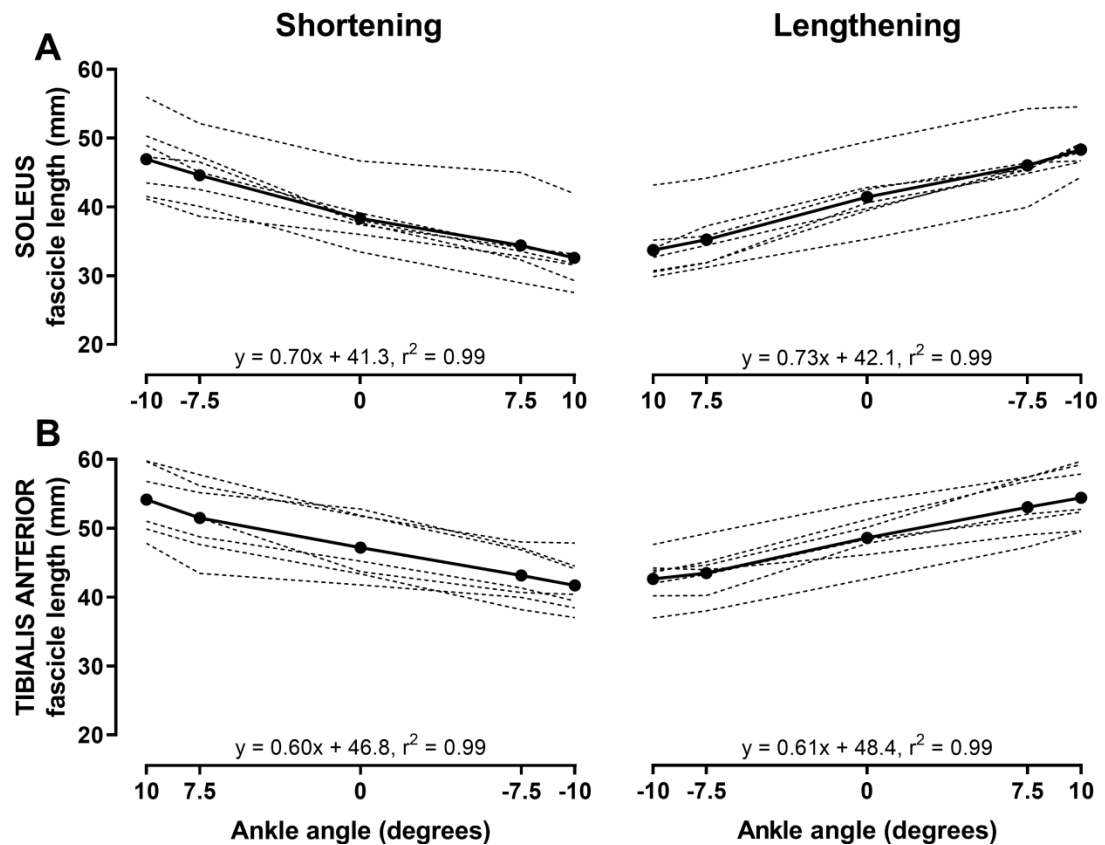 Shortening
Lengthening
A
SOLEUS
fascicle length (mm)
60
50
40
30
20
y = 0.70x + 41.3, r² = 0.99
y = 0.73x + 42.1, r² = 0.99
-10 -7.5 0 7.5 10
10 7.5 0 -7.5 -10
B
TIBIALIS ANTERIOR
fascicle length (mm)
60
50
40
30
20
y = 0.60x + 46.8, r² = 0.99
y = 0.61x + 48.4, r² = 0.99
10 7.5 0 -7.5 -10
-10 -7.5 0 7.5 10
Ankle angle (degrees)
Ankle angle (degrees)